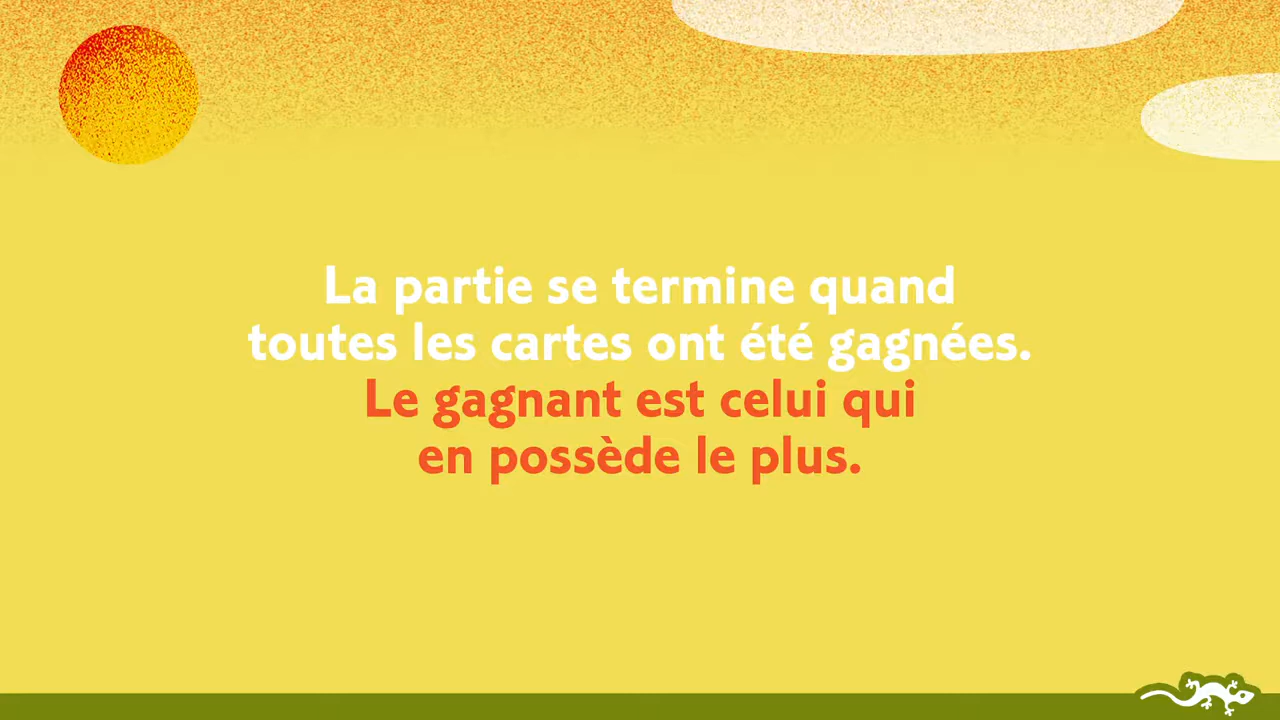 La partie se termine quand
toutes les cartes ont été gagnées.
Le gagnant est celui qui
en possède le plus.